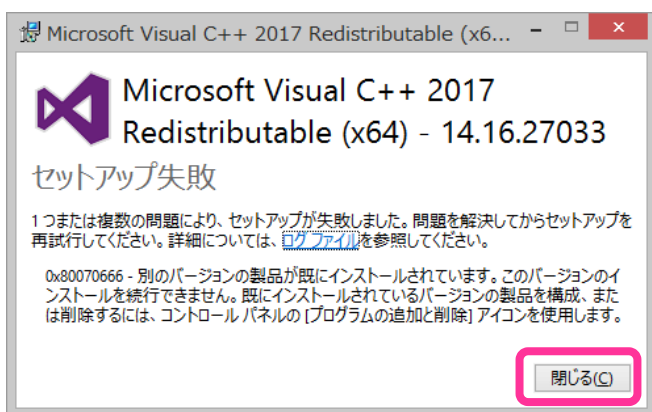 Microsoft Visual C++ 2017 Redistributable (x6...
Microsoft Visual C++ 2017
Redistributable (x64) - 14.16.27033
セットアップ失敗
1つまたは複数の問題により、セットアップが失敗しました。問題を解決してからセットアップを
再試行してください。詳細については、ログ ファイルを参照してください。
0x80070666 - 別のバージョンの製品が既にインストールされています。このバージョンのイ
ンストールを続行できません。既にインストールされているバージョンの製品を構成、また
は削除するには、コントロール パネルの [プログラムの追加と削除] アイコンを使用します。
閉じる(C)